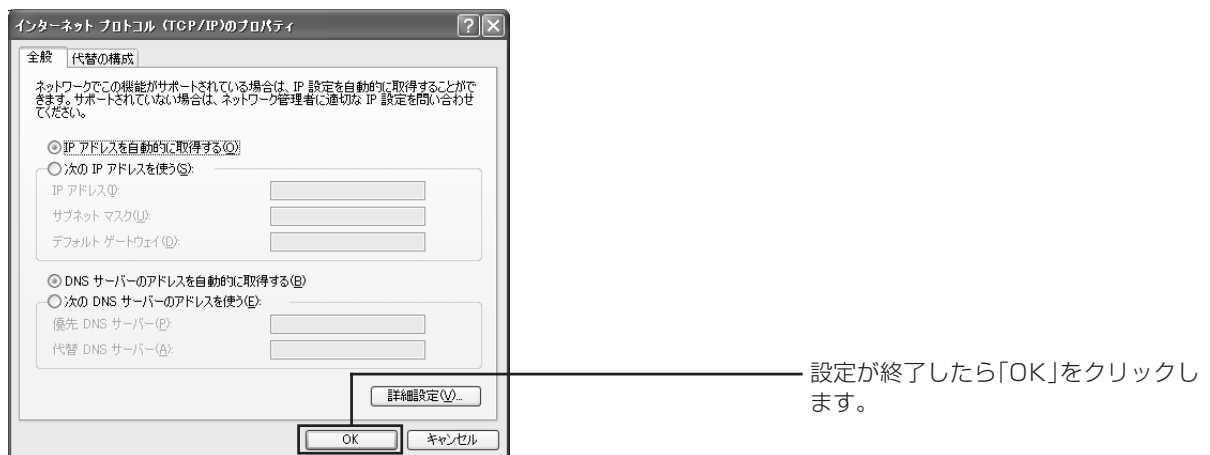 インターネット プロトコル (TCP/IP)のプロパティ
全般
代替の構成
ネットワークでこの機能がサポートされている場合は、IP 設定を自動的に取得することがで
きます。サポートされていない場合は、ネットワーク管理者に適切な IP 設定を問い合わせ
てください。
IP アドレスを自動的に取得する(O)
次の IP アドレスを使う(S):
IP アドレス(I):
サブネット マスク(U):
デフォルト ゲートウェイ(D):
DNS サーバーのアドレスを自動的に取得する(B)
次の DNS サーバーのアドレスを使う(E):
優先 DNS サーバー(P):
代替 DNS サーバー(A):
詳細設定(V)...
OK
キャンセル
設定が終了したら「OK」をクリックし
ます。